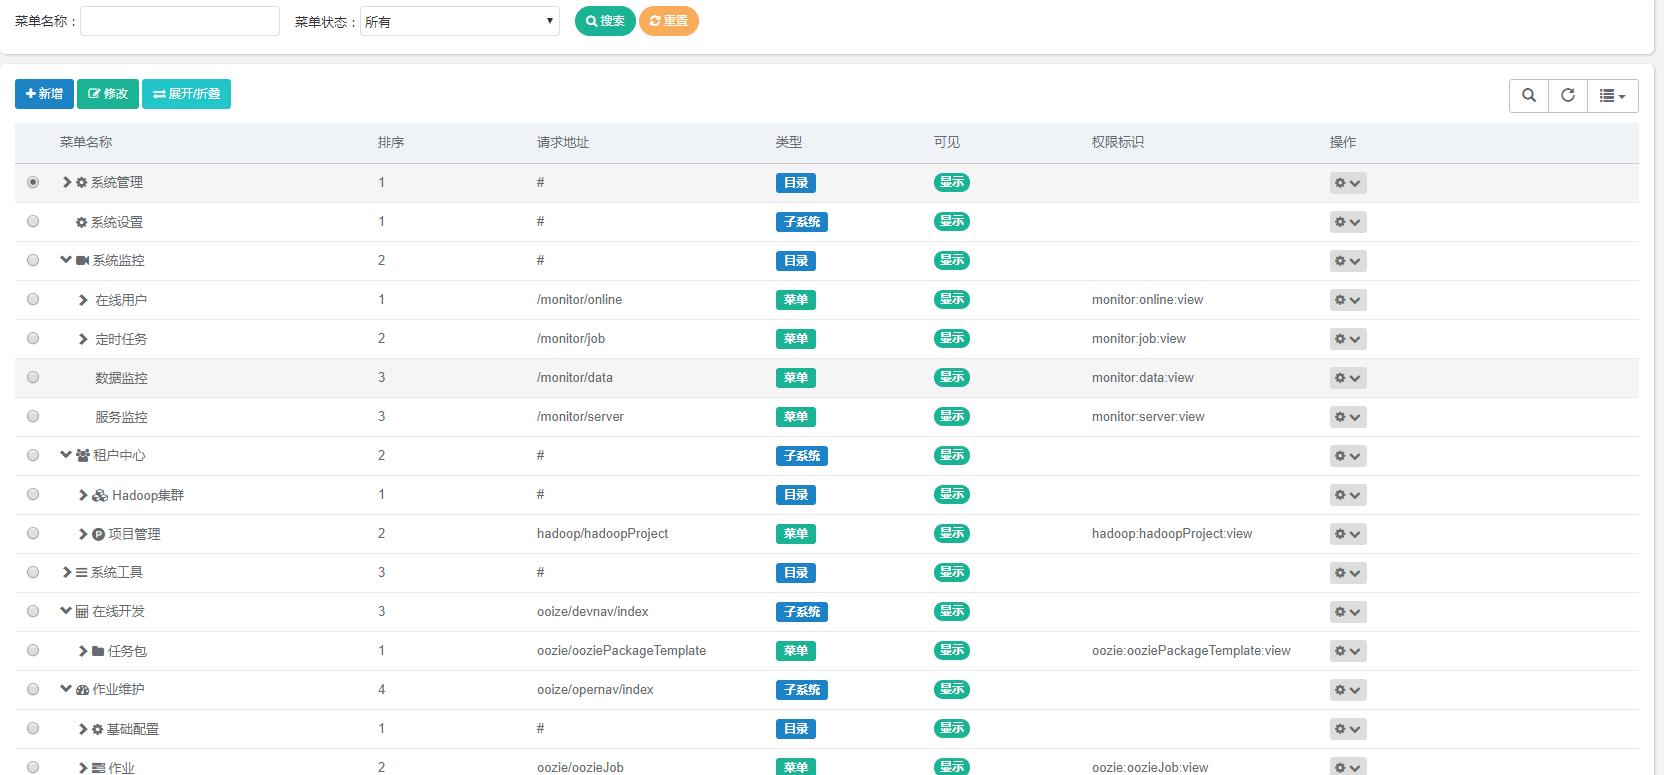 菜单名称： 菜单状态： 所有 搜索 重置
新增 修改 展开/折叠
菜单名称 排序 请求地址 类型 可见 权限标识 操作
系统管理 1 # 目录 显示
系统设置 1 # 子系统 显示
系统监控 2 # 目录 显示
在线用户 1 /monitor/online 菜单 显示 monitor:online:view
定时任务 2 /monitor/job 菜单 显示 monitor:job:view
数据监控 3 /monitor/data 菜单 显示 monitor:data:view
服务监控 3 /monitor/server 菜单 显示 monitor:server:view
租户中心 2 # 子系统 显示
Hadoop集群 1 # 目录 显示
项目管理 2 hadoop/hadoopProject 菜单 显示 hadoop:hadoopProject:view
系统工具 3 # 目录 显示
在线开发 3 ooize/devnav/index 子系统 显示
任务包 1 oozie/ooziePackageTemplate 菜单 显示 oozie:ooziePackageTemplate:view
作业维护 4 ooize/opernav/index 子系统 显示
基础配置 1 # 目录 显示
作业 2 oozie/oozieJob 菜单 显示 oozie:oozieJob:view